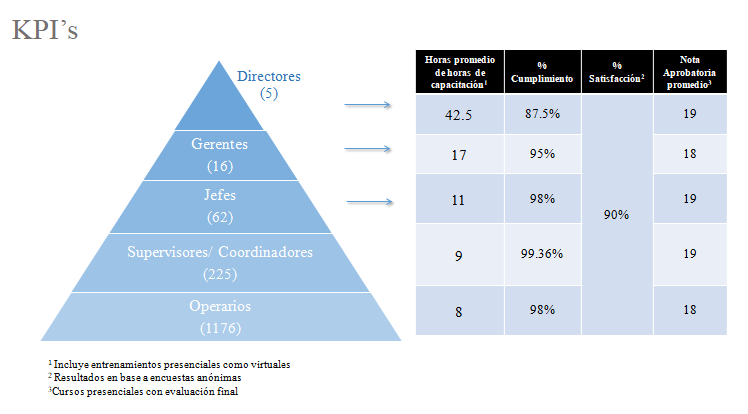 KPI’s
Directores
(5)
Gerentes
(16)
Jefes
(62)
Supervisores/ Coordinadores
(225)
Operarios
(1176)
Horas promedio
de horas de
capacitación¹
%
Cumplimiento
%
Satisfacción²
Nota
Aprobatoria
promedio³
42.5 87.5% 19
17 95% 18
11 98% 19
90%
9 99.36% 19
8 98% 18
¹ Incluye entrenamientos presenciales como virtuales
² Resultados en base a encuestas anónimas
³Cursos presenciales con evaluación final